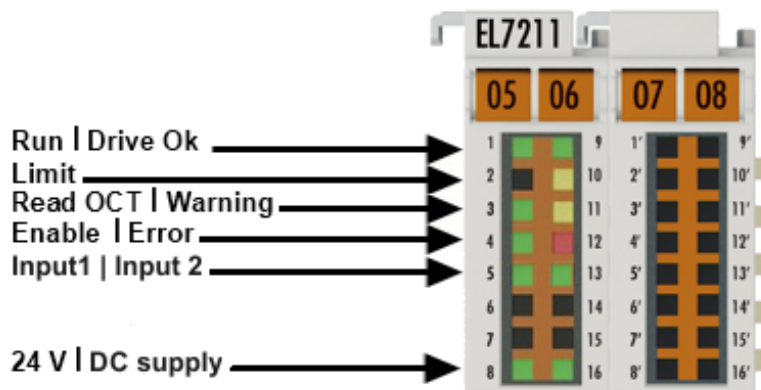 EL7211
05 06 07 08
Run | Drive Ok 1 9 1' 9'
Limit 2 10 2' 10'
Read OCT | Warning 3 11 3' 11'
Enable | Error 4 12 4' 12'
Input1 | Input 2 5 13 5' 13'
6 14 6' 14'
7 15 7' 15'
24 V | DC supply 8 16 8' 16'